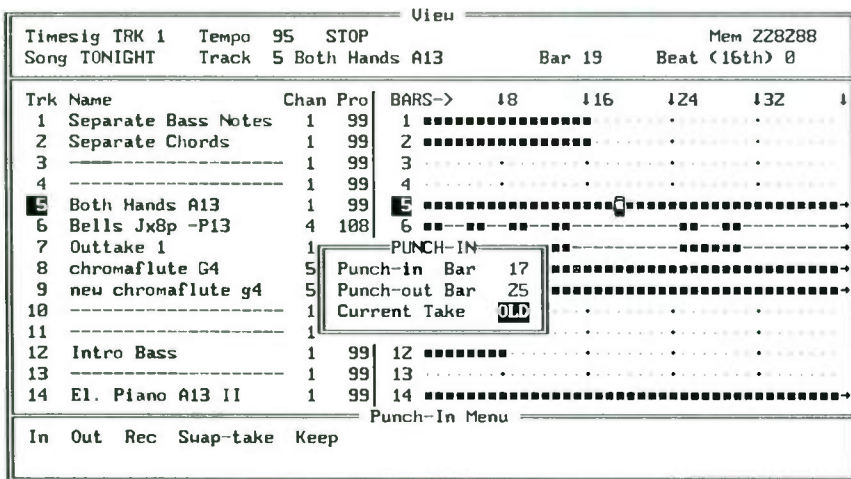 View
Timesig TRK 1 Tempo 95 STOP Mem 228288
Song TONIGHT Track 5 Both Hands A13 Bar 19 Beat (16th) 0
Trk Name Chan Pro BARS-> ↓8 ↓16 ↓24 ↓32 ↓
1 Separate Bass Notes 1 99 1
2 Separate Chords 1 99 2
3 -------------------- 1 99 3
4 -------------------- 1 99 4
5 Both Hands A13 1 99 5
6 Bells Jx8p -P13 4 108 6
7 Outtake 1 1
8 chromaflute G4 5
9 new chromaflute g4 5
10 -------------------- 1
11 -------------------- 1
12 Intro Bass 1 99 12
13 -------------------- 1 99 13
14 El. Piano A13 II 1 99 14
PUNCH-IN
Punch-in Bar 17
Punch-out Bar 25
Current Take OLD
Punch-In Menu
In Out Rec Swap-take Keep